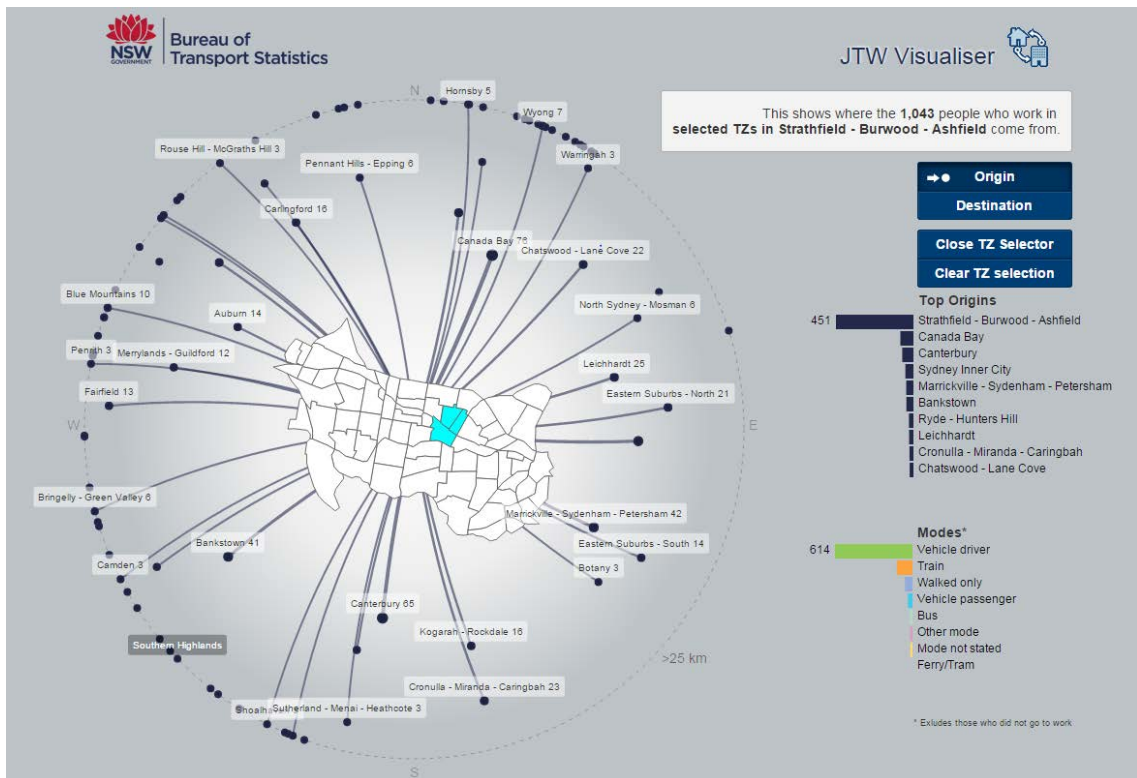 NSW
GOVERNMENT
Bureau of
Transport Statistics
JTW Visualiser
This shows where the 1,043 people who work in
selected TZs in Strathfield - Burwood - Ashfield come from.
Origin
Destination
Close TZ Selector
Clear TZ selection
Top Origins
451
Strathfield - Burwood - Ashfield
Canada Bay
Canterbury
Sydney Inner City
Marrickville - Sydenham - Petersham
Bankstown
Ryde - Hunters Hill
Leichhardt
Cronulla - Miranda - Caringbah
Chatswood - Lane Cove
Modes*
614
Vehicle driver
Train
Walked only
Vehicle passenger
Bus
Other mode
Mode not stated
Ferry/Tram
* Exludes those who did not go to work
N
Hornsby 5
Wyong 7
Rouse Hill - McGraths Hill 3
Pennant Hills - Epping 6
Warringah 3
Carlingford 16
Canada Bay 76
Chatswood - Lane Cove 22
Blue Mountains 10
North Sydney - Mosman 6
Auburn 14
Penrith 3
Merrylands - Guildford 12
Leichhardt 25
Fairfield 13
Eastern Suburbs - North 21
W
E
Bringelly - Green Valley 6
Marrickville - Sydenham - Petersham 42
Bankstown 41
Eastern Suburbs - South 14
Camden 3
Botany 3
Canterbury 65
Kogarah - Rockdale 16
Southern Highlands
>25 km
Cronulla - Miranda - Caringbah 23
Sutherland - Menai - Heathcote 3
S